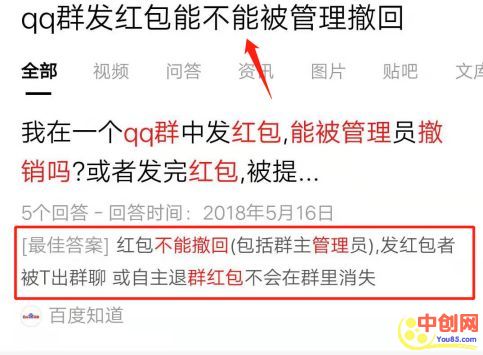 qq群发红包能不能被管理撤回
全部 视频 问答 资讯 图片 贴吧 文库
我在一个qq群中发红包,能被管理员撤
销吗?或者发完红包,被提...
5个回答 - 回答时间：2018年5月16日
[最佳答案] 红包不能撤回(包括群主管理员),发红包者
被T出群聊 或自主退群红包不会在群里消失
百度知道
中创网
You85.com